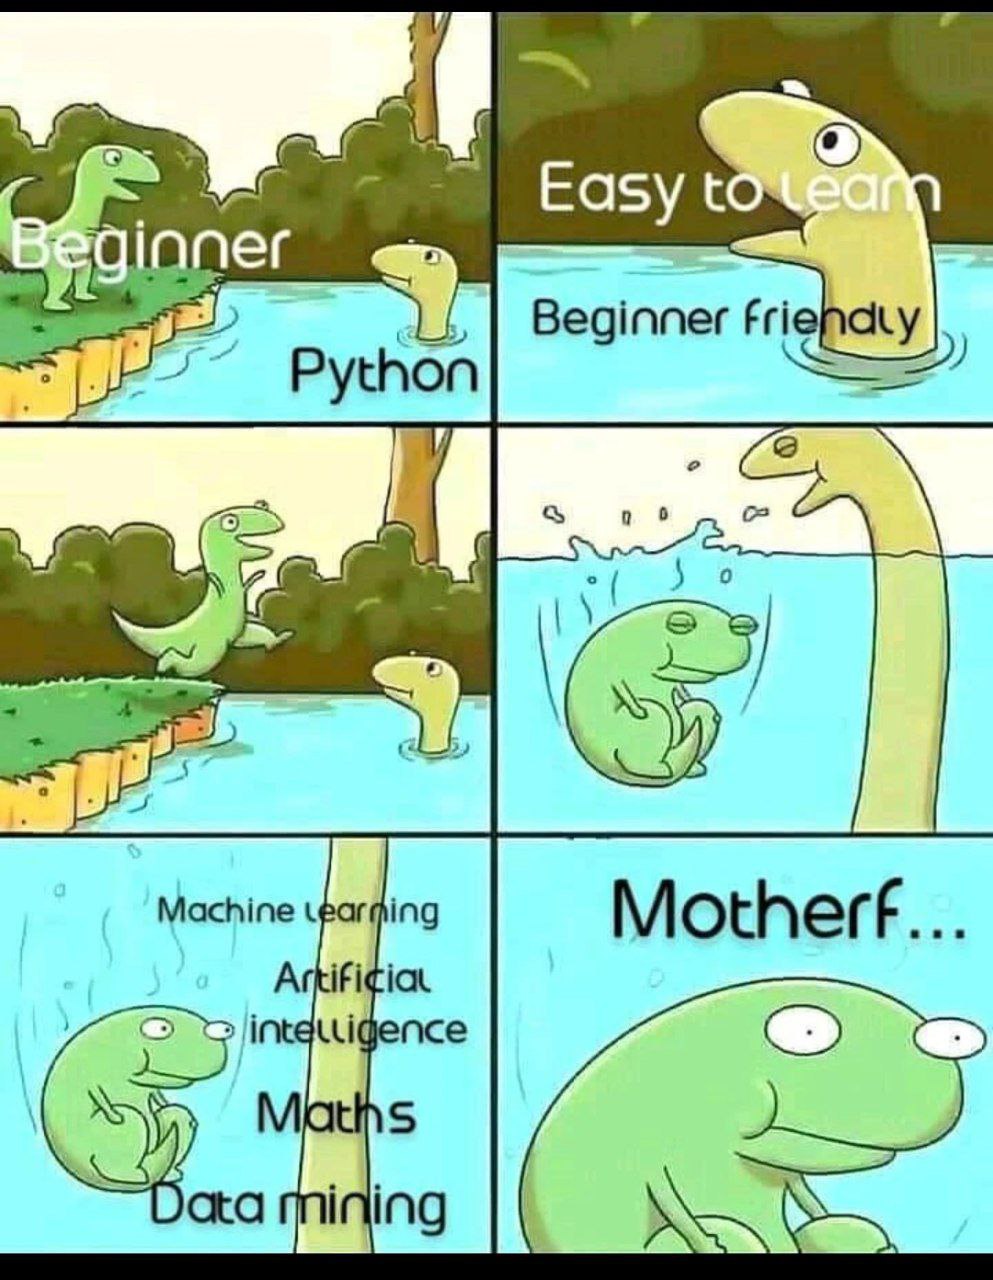 Beginner
Python
Easy to learn
Beginner friendly
Machine learning
Artificial
intelligence
Maths
Data mining
Motherf...